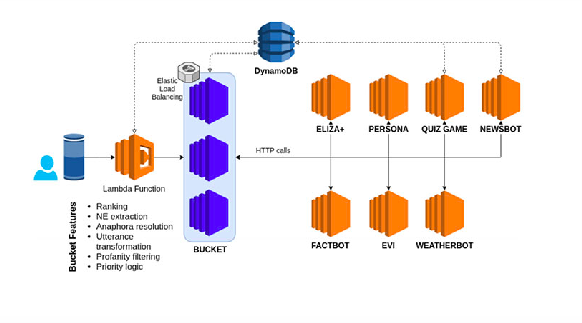 DynamoDB
Elastic
Load
Balancing
ELIZA+
PERSONA
QUIZ GAME
NEWSBOT
HTTP calls
Lambda Function
BUCKET
FACTBOT
EVI
WEATHERBOT
Bucket Features
• Ranking
• NE extraction
• Anaphora resolution
• Utterance
transformation
• Profanity filtering
• Priority logic